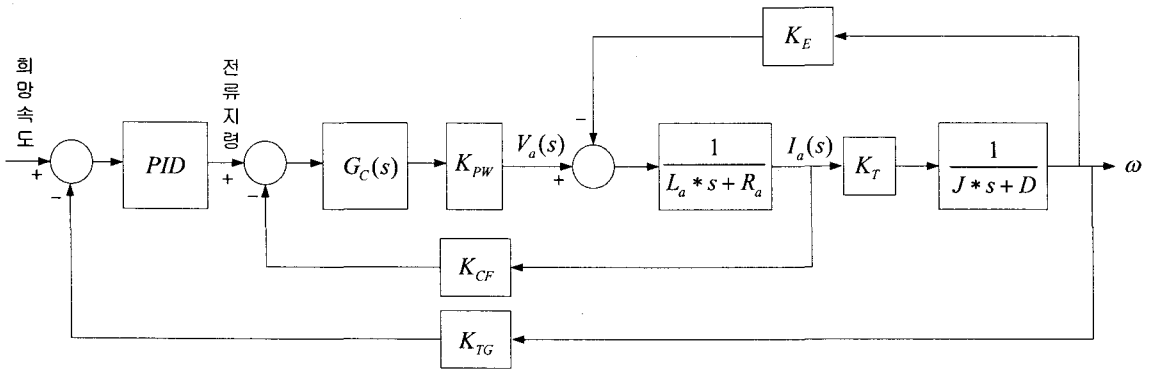 K_E
희망속도
전류지령
+
−
PID
+
−
G_C(s)
K_PW
V_a(s)
+
−
1
L_a * s + R_a
I_a(s)
K_T
1
J * s + D
ω
K_CF
K_TG